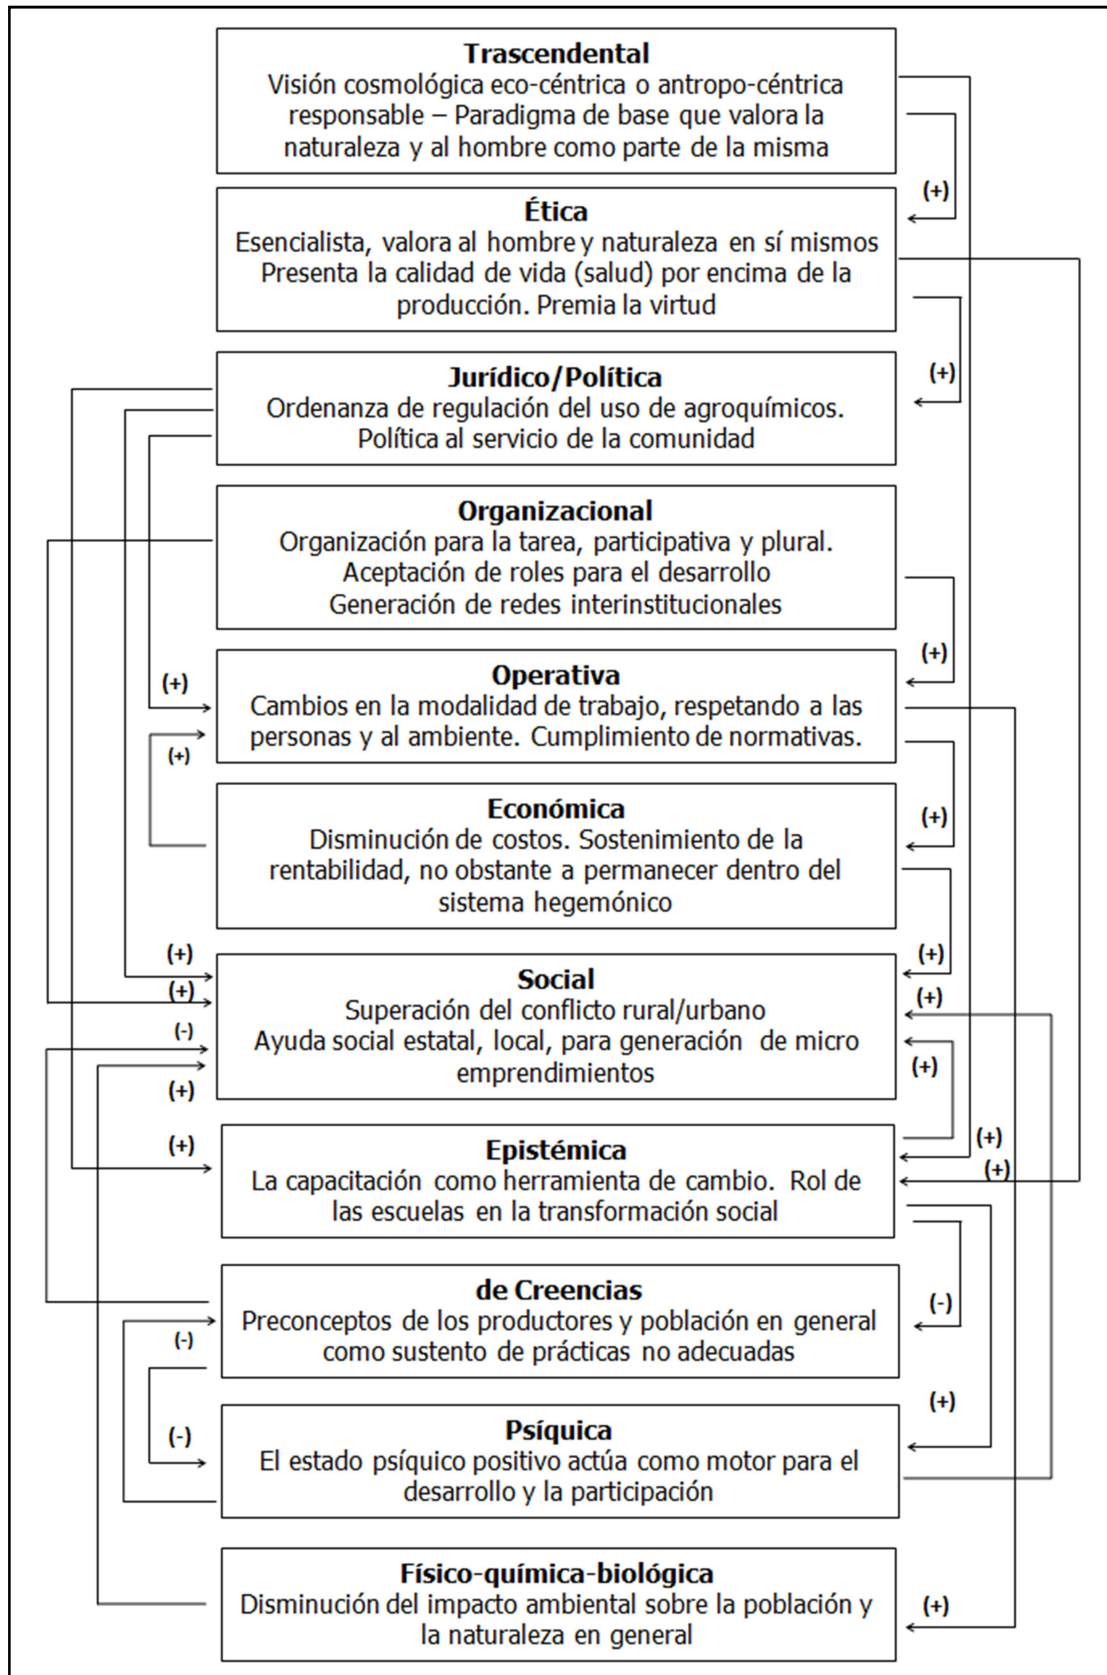 Trascendental
Visión cosmológica eco-céntrica o antropo-céntrica
responsable – Paradigma de base que valora la
naturaleza y al hombre como parte de la misma
(+)
Ética
Esencialista, valora al hombre y naturaleza en sí mismos
Presenta la calidad de vida (salud) por encima de la
producción. Premia la virtud
(+)
Jurídico/Política
Ordenanza de regulación del uso de agroquímicos.
Política al servicio de la comunidad
Organizacional
Organización para la tarea, participativa y plural.
Aceptación de roles para el desarrollo
Generación de redes interinstitucionales
(+)
(+)
Operativa
Cambios en la modalidad de trabajo, respetando a las
personas y al ambiente. Cumplimiento de normativas.
(+)
Económica
(+)
Disminución de costos. Sostenimiento de la
rentabilidad, no obstante a permanecer dentro del
sistema hegemónico
(+)
(+)
Social
(+)
(+)
Superación del conflicto rural/urbano
(-)
Ayuda social estatal, local, para generación de micro
emprendimientos
(+)
(+)
(+)
Epistémica
(+)
(+)
La capacitación como herramienta de cambio. Rol de
las escuelas en la transformación social
de Creencias
Preconceptos de los productores y población en general
como sustento de prácticas no adecuadas
(-)
(-)
(+)
(-)
Psíquica
El estado psíquico positivo actúa como motor para el
desarrollo y la participación
Físico-química-biológica
Disminución del impacto ambiental sobre la población y
la naturaleza en general
(+)